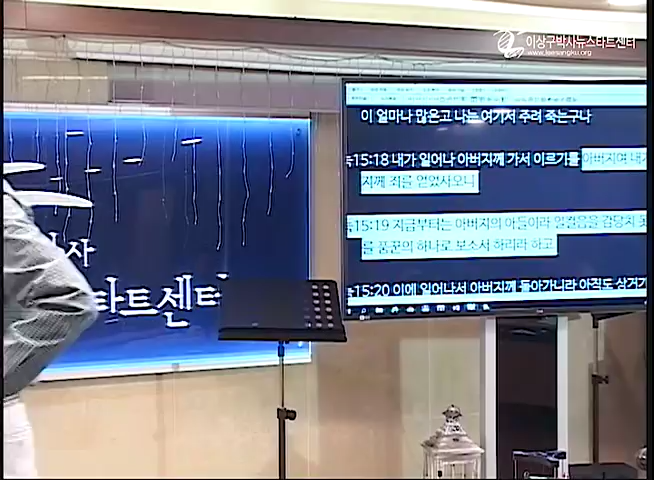 이상구박사뉴스타트센터
www.leesangku.org
이 얼마나 많은고 나는 여기서 주려 죽는구나
15:18 내가 일어나 아버지께 가서 이르기를 아버지여 내가
지께 죄를 얻었사오니
15:19 지금부터는 아버지의 아들이라 일컬음을 감당치 못
를 품꾼의 하나로 보소서 하리라 하고
15:20 이에 일어나서 아버지께 돌아가니라 아직도 상거가
사
타트센터